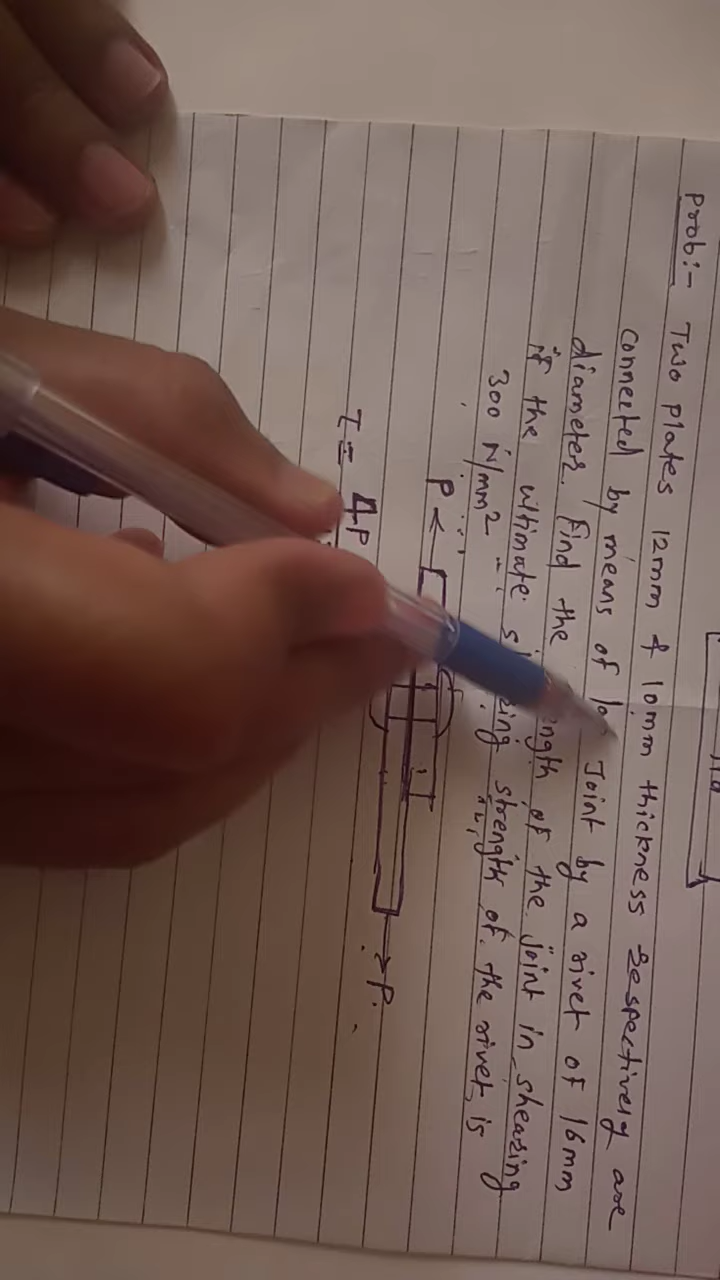 Prob:- Two plates 12mm & 10mm thickness respectively are
connected by means of Joint by a rivet of 16mm
diameter. Find the of the joint in shearing
if the ultimate strength of the rivet is
300 N/mm2
P P.
τ = 4P